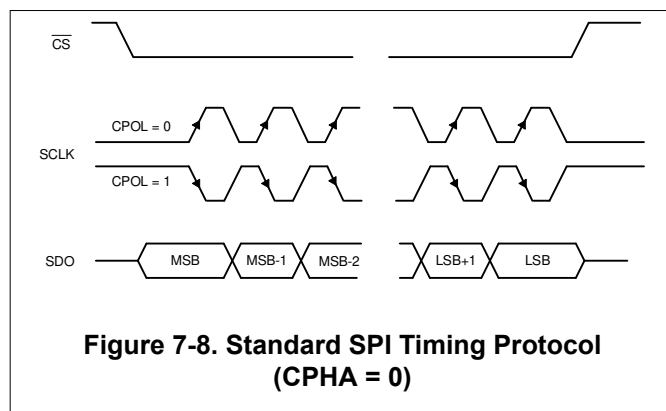 C̅S̅
CPOL = 0
SCLK
CPOL = 1
SDO
MSB
MSB-1
MSB-2
LSB+1
LSB
Figure 7-8. Standard SPI Timing Protocol
(CPHA = 0)